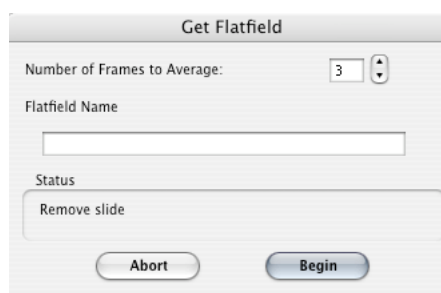 Get Flatfield
Number of Frames to Average: 3
Flatfield Name
Status
Remove slide
Abort Begin